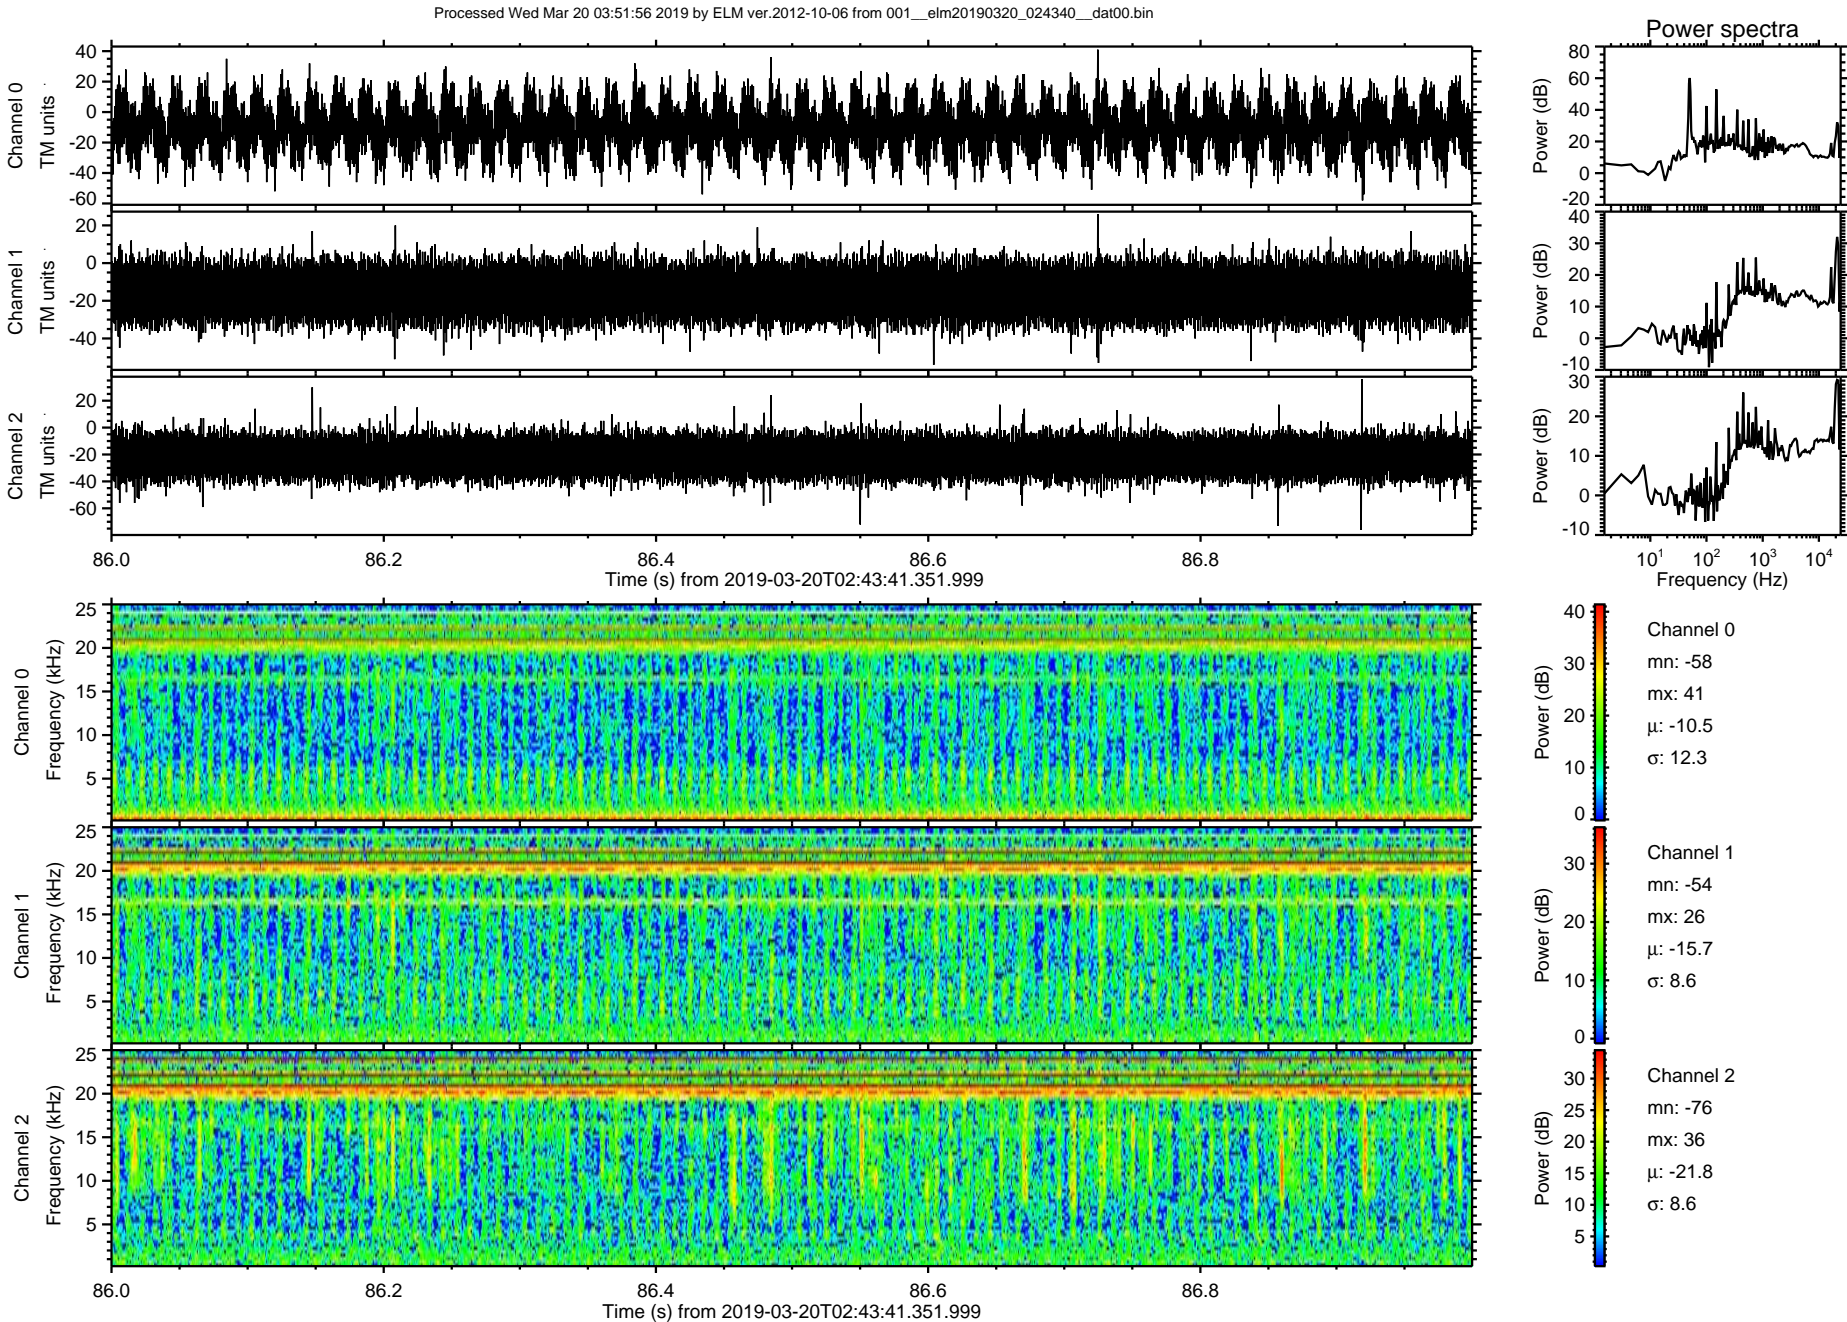 Processed Wed Mar 20 03:51:56 2019 by ELM ver.2012-10-06 from 001__elm20190320_024340__dat00.bin
Power spectra
Channel 0
TM units
40
20
0
-20
-40
-60
Power (dB)
80
60
40
20
0
-20
Channel 1
TM units
20
0
-20
-40
Power (dB)
40
30
20
10
0
-10
Channel 2
TM units
20
0
-20
-40
-60
Power (dB)
30
20
10
0
-10
86.0 86.2 86.4 86.6 86.8
Time (s) from 2019-03-20T02:43:41.351.999
10^1 10^2 10^3 10^4
Frequency (Hz)
Channel 0
Frequency (kHz)
25
20
15
10
5
Power (dB)
40
30
20
10
0
Channel 0
mn: -58
mx: 41
μ: -10.5
σ: 12.3
Channel 1
Frequency (kHz)
25
20
15
10
5
Power (dB)
30
20
10
0
Channel 1
mn: -54
mx: 26
μ: -15.7
σ: 8.6
Channel 2
Frequency (kHz)
25
20
15
10
5
Power (dB)
30
25
20
15
10
5
Channel 2
mn: -76
mx: 36
μ: -21.8
σ: 8.6
86.0 86.2 86.4 86.6 86.8
Time (s) from 2019-03-20T02:43:41.351.999